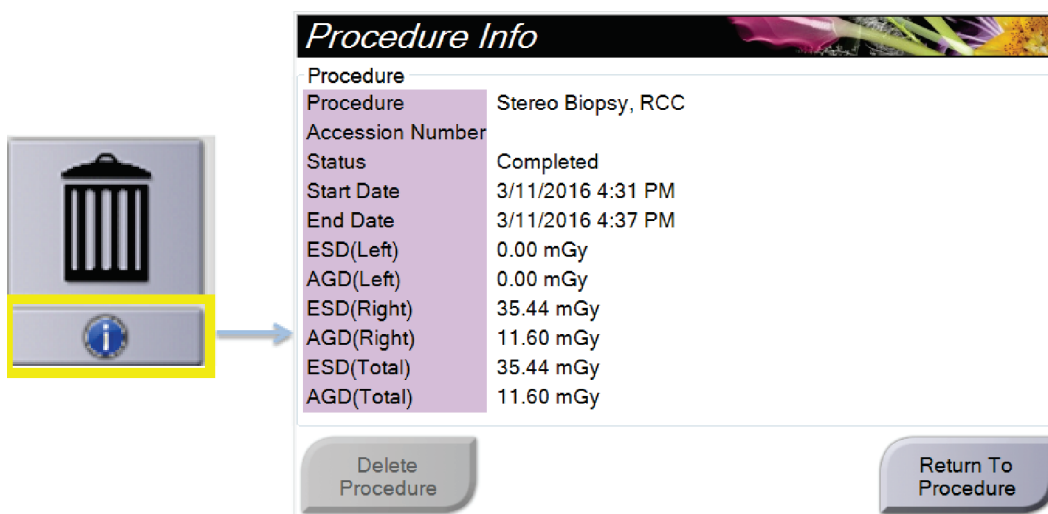 Procedure Info
Procedure
Procedure Stereo Biopsy, RCC
Accession Number
Status Completed
Start Date 3/11/2016 4:31 PM
End Date 3/11/2016 4:37 PM
ESD(Left) 0.00 mGy
AGD(Left) 0.00 mGy
ESD(Right) 35.44 mGy
AGD(Right) 11.60 mGy
ESD(Total) 35.44 mGy
AGD(Total) 11.60 mGy
Delete
Procedure
Return To
Procedure